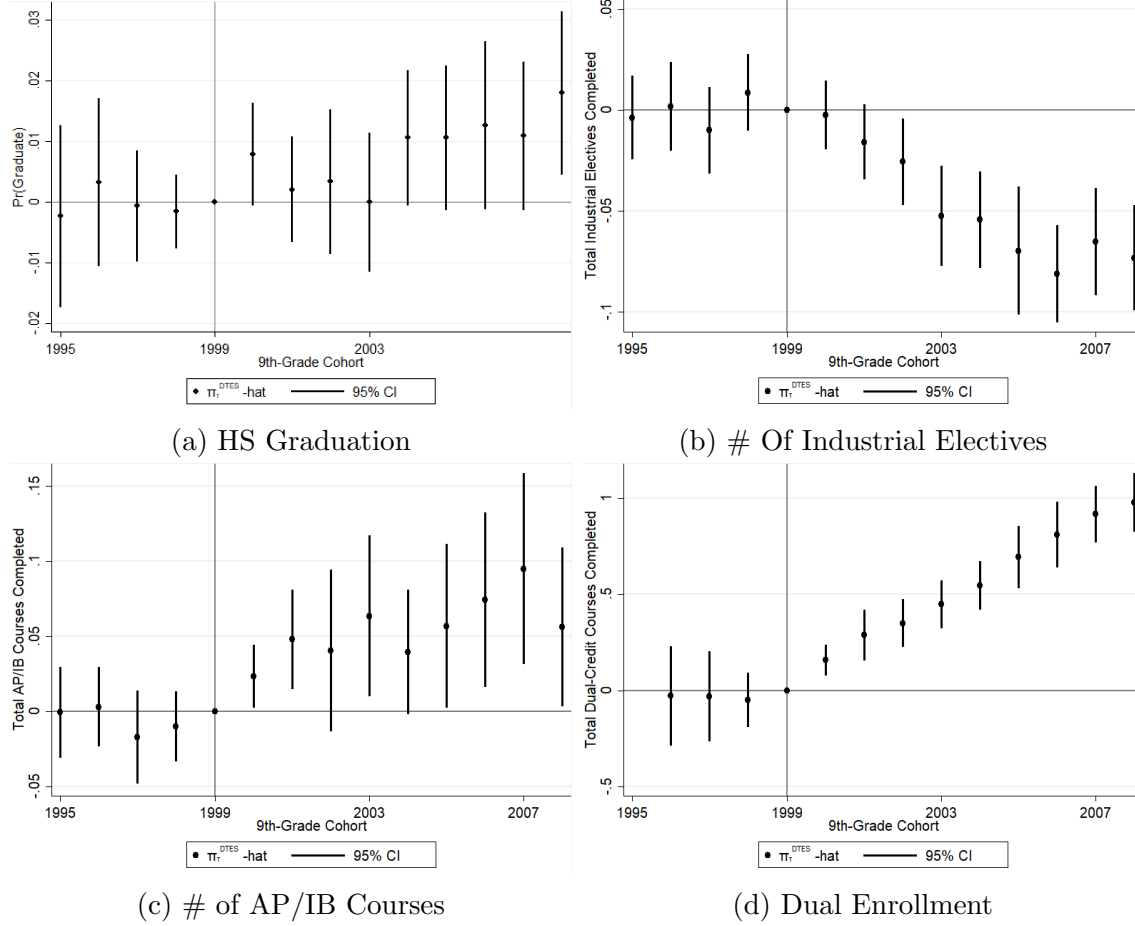 .03
.02
.01
0
-.01
-.02
Pr(Graduate)
1995 1999 2003
9th-Grade Cohort
π_τ^DTES -hat 95% CI
(a) HS Graduation
.05
0
-.05
-.1
Total Industrial Electives Completed
1995 1999 2003 2007
9th-Grade Cohort
π_τ^DTES -hat 95% CI
(b) # Of Industrial Electives
.15
.1
.05
0
-.05
Total AP/IB Courses Completed
1995 1999 2003 2007
9th-Grade Cohort
π_τ^DTES -hat 95% CI
(c) # of AP/IB Courses
1
.5
0
-.5
Total Dual-Credit Courses Completed
1995 1999 2003 2007
9th-Grade Cohort
π_τ^DTES -hat 95% CI
(d) Dual Enrollment